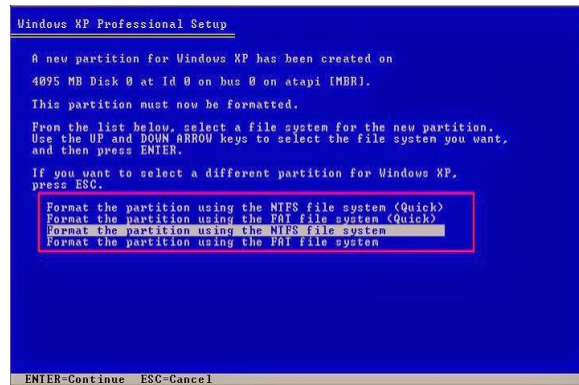 Windows XP Professional Setup
A new partition for Windows XP has been created on
4095 MB Disk 0 at Id 0 on bus 0 on atapi [MBR].
This partition must now be formatted.
From the list below, select a file system for the new partition.
Use the UP and DOWN ARROW keys to select the file system you want,
and then press ENTER.
If you want to select a different partition for Windows XP,
press ESC.
Format the partition using the NTFS file system (Quick)
Format the partition using the FAT file system (Quick)
Format the partition using the NTFS file system
Format the partition using the FAT file system
ENTER=Continue ESC=Cancel